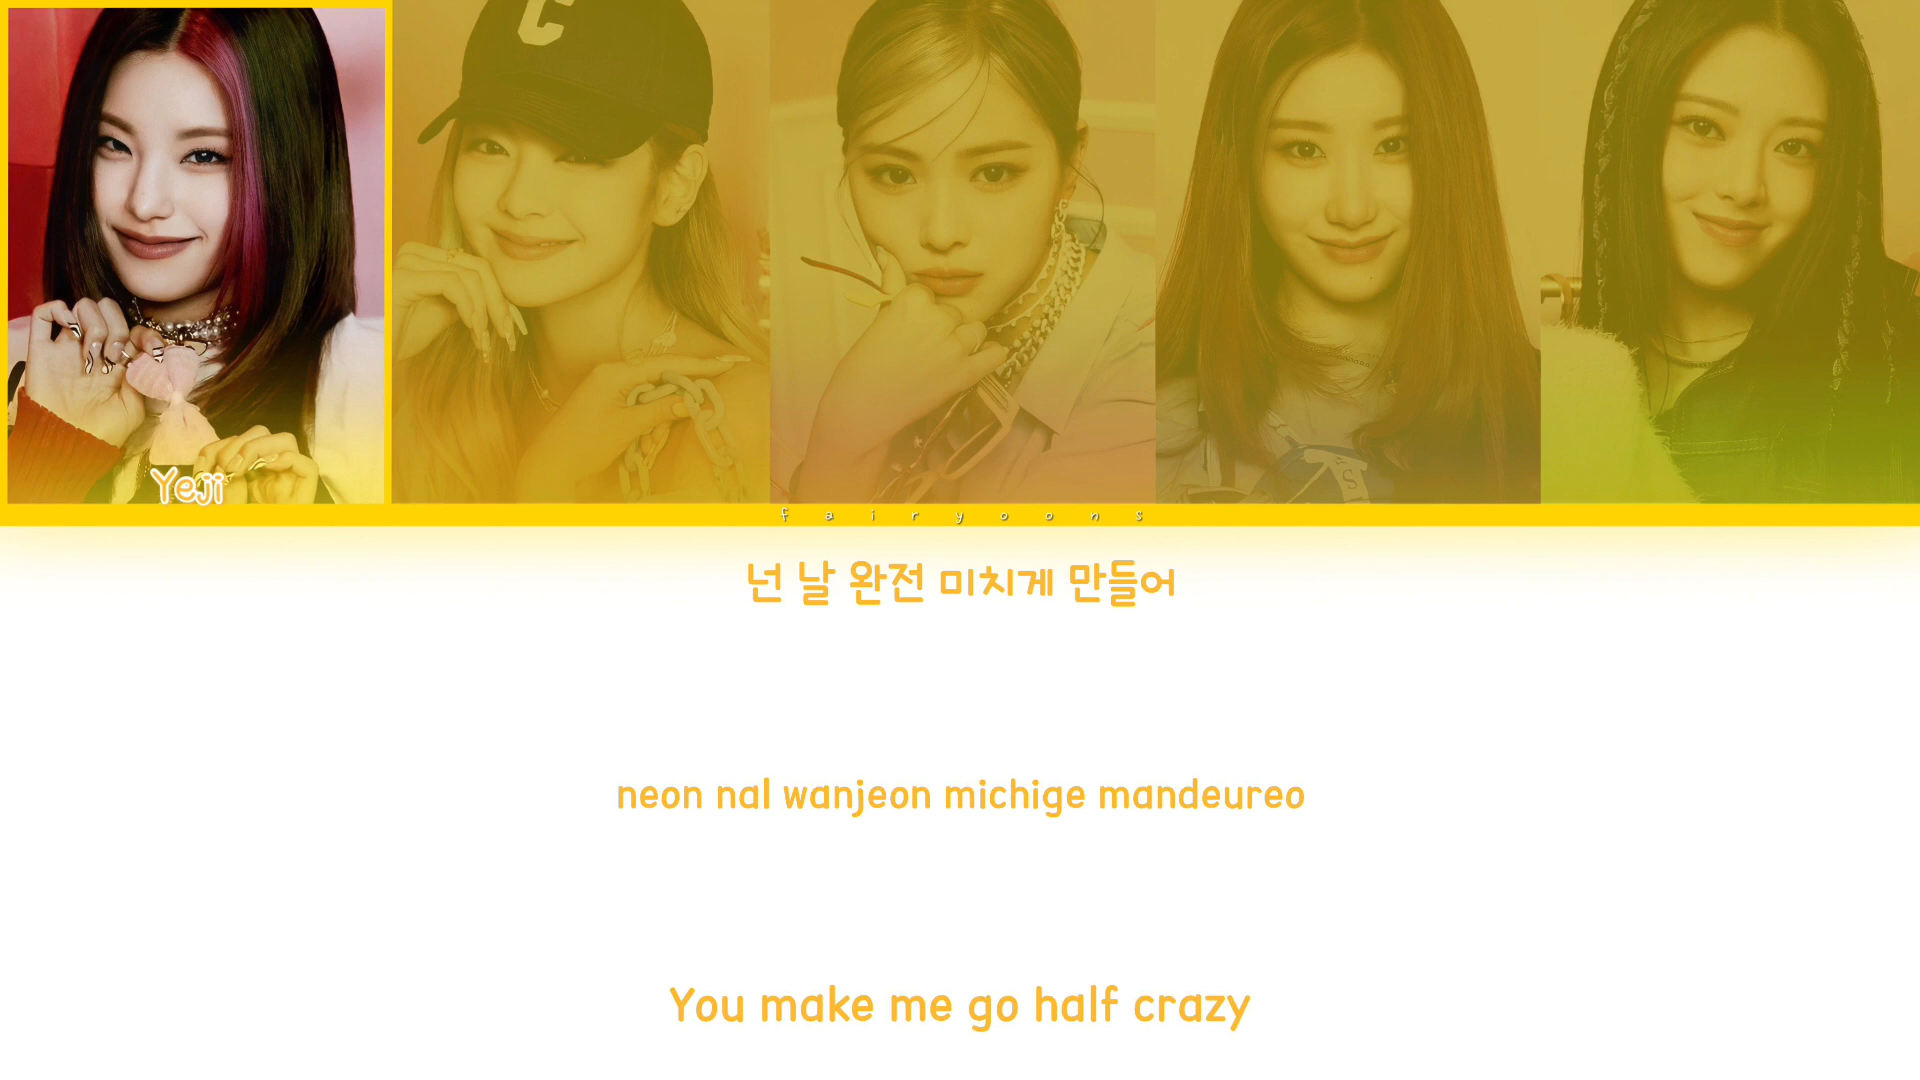 C
Yeji
fairyoons
넌 날 완전 미치게 만들어
neon nal wanjeon michige mandeureo
You make me go half crazy